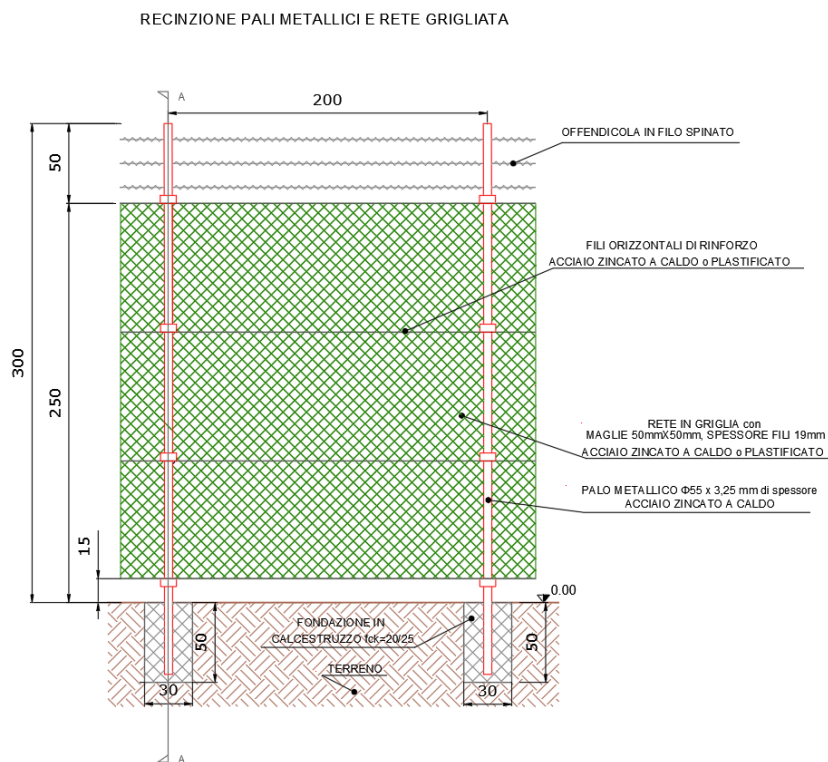 RECINZIONE PALI METALLICI E RETE GRIGLIATA
A
200
OFFENDICOLA IN FILO SPINATO
50
FILI ORIZZONTALI DI RINFORZO
ACCIAIO ZINCATO A CALDO o PLASTIFICATO
300
250
RETE IN GRIGLIA con
MAGLIE 50mmX50mm, SPESSORE FILI 19mm
ACCIAIO ZINCATO A CALDO o PLASTIFICATO
PALO METALLICO Φ55 x 3,25 mm di spessore
ACCIAIO ZINCATO A CALDO
15
0.00
FONDAZIONE IN
CALCESTRUZZO fck=20/25
50
50
TERRENO
30
30
A